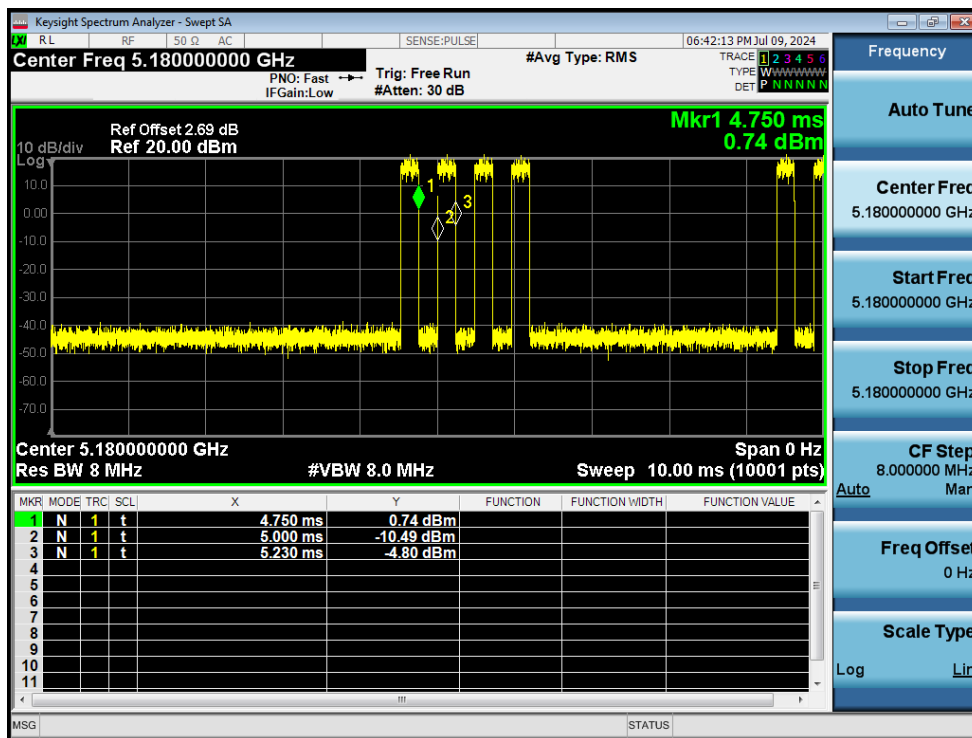 Keysight Spectrum Analyzer - Swept SA
LXI RL RF 50 Ω AC SENSE:PULSE 06:42:13 PM Jul 09, 2024
Center Freq 5.180000000 GHz
#Avg Type: RMS
TRACE 1 2 3 4 5 6
PNO: Fast Trig: Free Run
TYPE WWWWWW
IFGain:Low #Atten: 30 dB
DET P N N N N N
Mkr1 4.750 ms
0.74 dBm
Ref Offset 2.69 dB
10 dB/div Ref 20.00 dBm
Log
10.0
0.00
-10.0
-20.0
-30.0
-40.0
-50.0
-60.0
-70.0
1
2
3
Center 5.180000000 GHz Span 0 Hz
Res BW 8 MHz #VBW 8.0 MHz Sweep 10.00 ms (10001 pts)
MKR MODE TRC SCL X Y FUNCTION FUNCTION WIDTH FUNCTION VALUE
1 N 1 t 4.750 ms 0.74 dBm
2 N 1 t 5.000 ms -10.49 dBm
3 N 1 t 5.230 ms -4.80 dBm
4
5
6
7
8
9
10
11
MSG STATUS
Frequency
Auto Tune
Center Freq
5.180000000 GHz
Start Freq
5.180000000 GHz
Stop Freq
5.180000000 GHz
CF Step
8.000000 MHz
Auto Man
Freq Offset
0 Hz
Scale Type
Log Lin